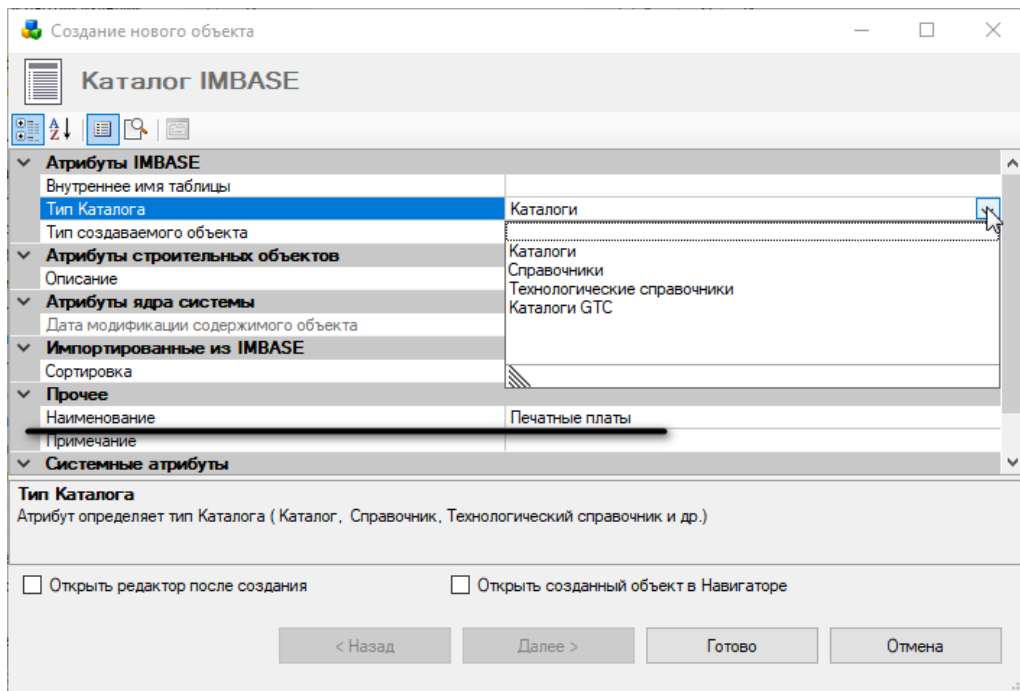 Создание нового объекта
Каталог IMBASE
Атрибуты IMBASE
Внутреннее имя таблицы
Тип Каталога Каталоги
Тип создаваемого объекта
Каталоги
Справочники
Технологические справочники
Каталоги GTC
Атрибуты строительных объектов
Описание
Атрибуты ядра системы
Дата модификации содержимого объекта
Импортированные из IMBASE
Сортировка
Прочее
Наименование Печатные платы
Примечание
Системные атрибуты
Тип Каталога
Атрибут определяет тип Каталога ( Каталог, Справочник, Технологический справочник и др.)
Открыть редактор после создания Открыть созданный объект в Навигаторе
< Назад Далее > Готово Отмена